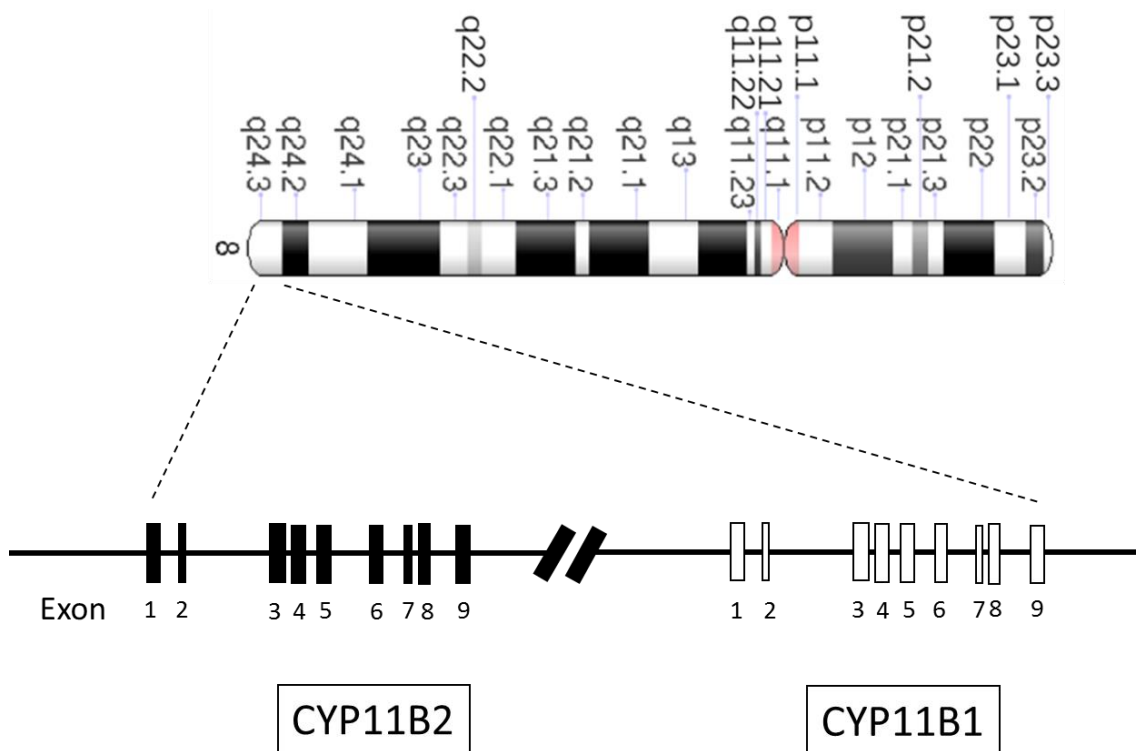 q22.2
q11.22
q11.21
p11.1
p21.2
p23.1
p23.3
q24.3
q24.2
q24.1
q23
q22.3
q22.1
q21.3
q21.2
q21.1
q13
q11.23
q11.1
p11.2
p12
p21.1
p21.3
p22
p23.2
8
Exon 1 2 3 4 5 6 7 8 9 1 2 3 4 5 6 7 8 9
CYP11B2 CYP11B1